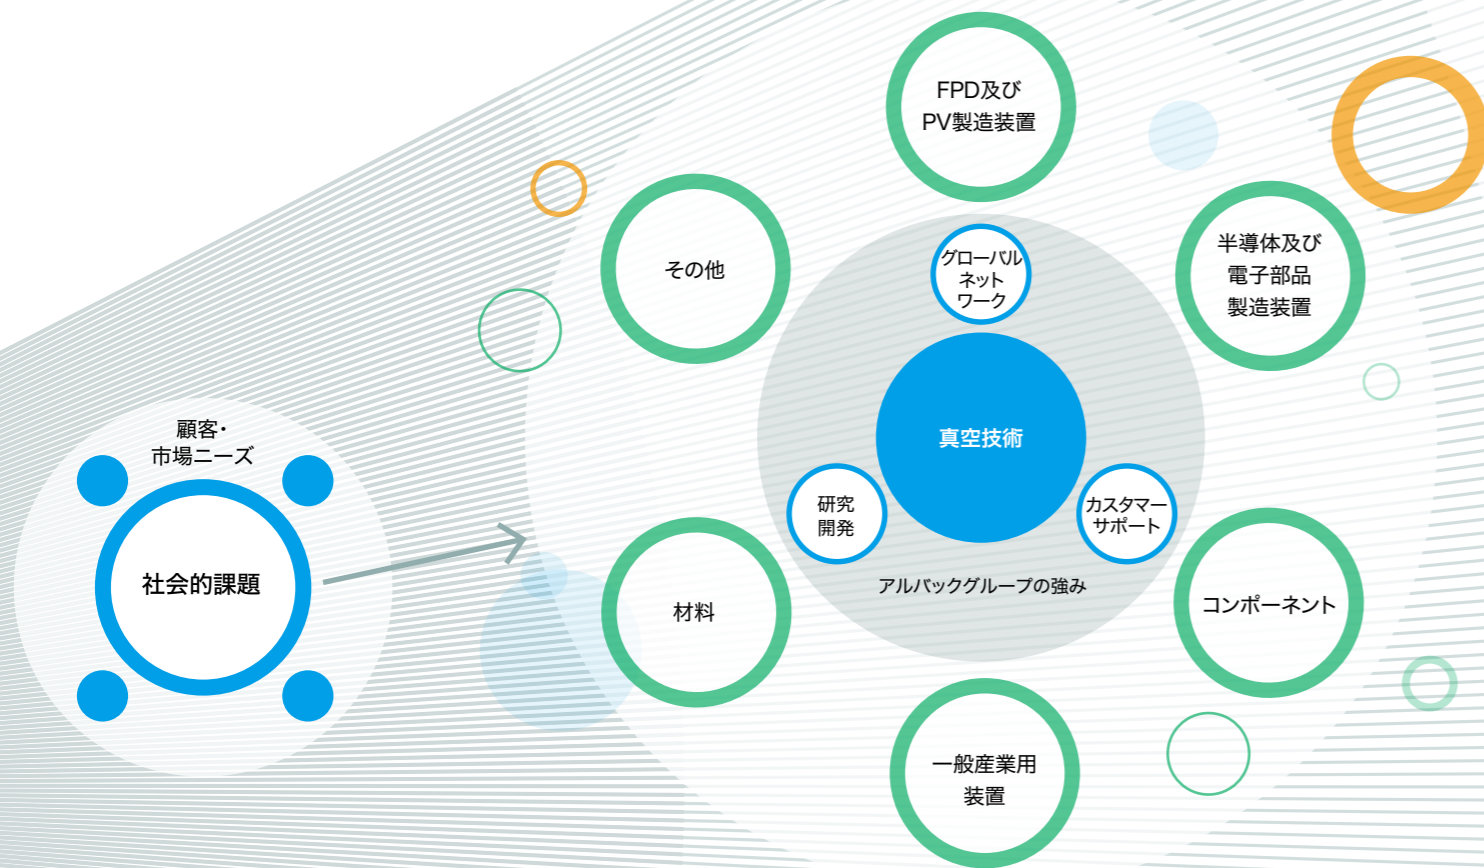 顧客・
市場ニーズ
社会的課題
FPD及び
PV製造装置
その他
半導体及び
電子部品
製造装置
グローバル
ネット
ワーク
真空技術
研究
開発
カスタマー
サポート
アルバックグループの強み
材料
コンポーネント
一般産業用
装置